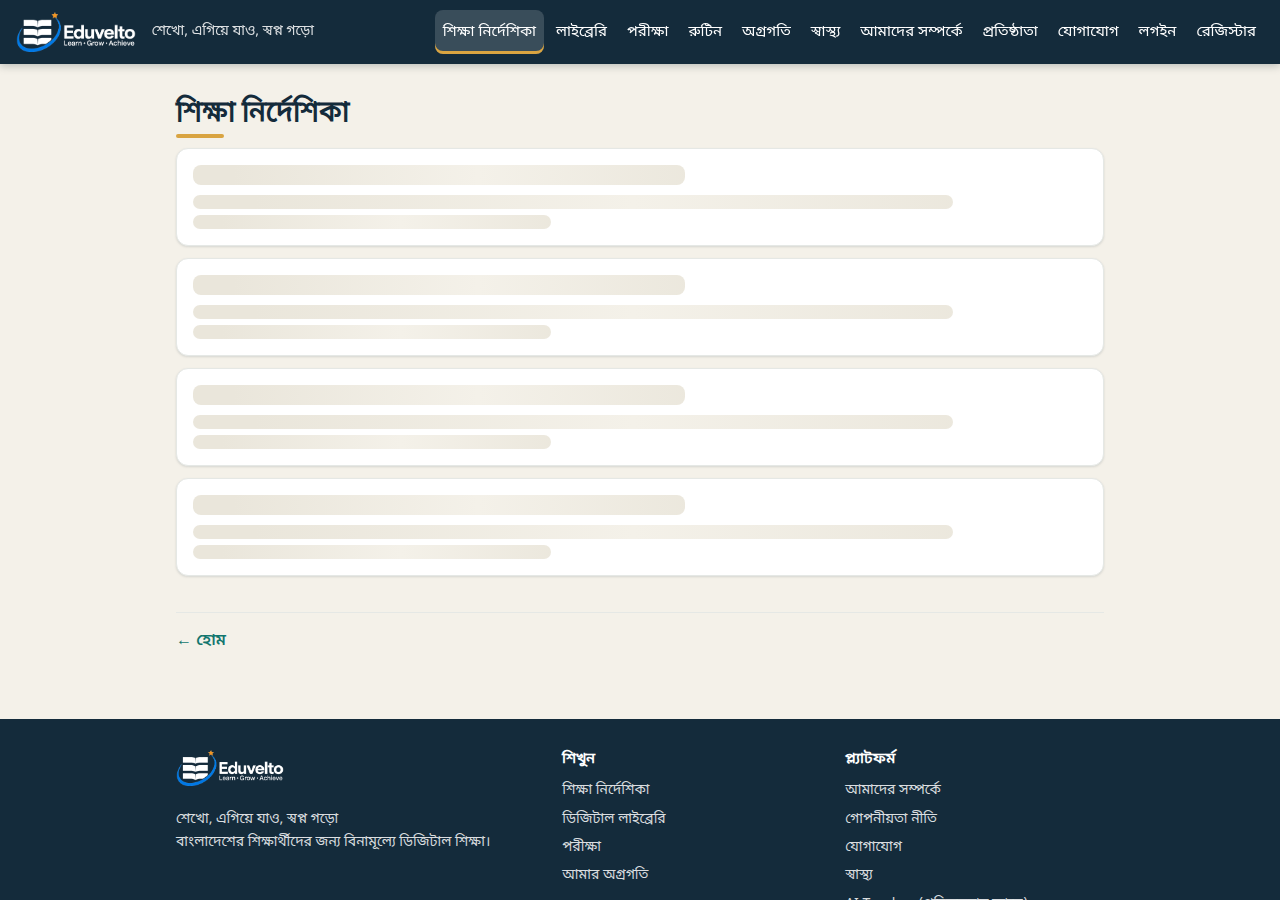 Eduvelto
Learn • Grow • Achieve
শেখো, এগিয়ে যাও, স্বপ্ন গড়ো
শিক্ষা নির্দেশিকা
লাইব্রেরি
পরীক্ষা
রুটিন
অগ্রগতি
স্বাস্থ্য
আমাদের সম্পর্কে
প্রতিষ্ঠাতা
যোগাযোগ
লগইন
রেজিস্টার
শিক্ষা নির্দেশিকা
← হোম
Eduvelto
Learn • Grow • Achieve
শেখো, এগিয়ে যাও, স্বপ্ন গড়ো
বাংলাদেশের শিক্ষার্থীদের জন্য বিনামূল্যে ডিজিটাল শিক্ষা।
শিখুন
শিক্ষা নির্দেশিকা
ডিজিটাল লাইব্রেরি
পরীক্ষা
আমার অগ্রগতি
প্ল্যাটফর্ম
আমাদের সম্পর্কে
গোপনীয়তা নীতি
যোগাযোগ
স্বাস্থ্য